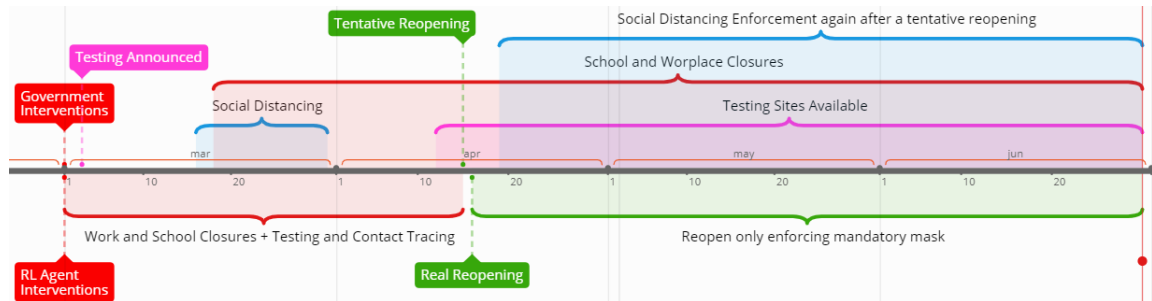 Social Distancing Enforcement again after a tentative reopening
Tentative Reopening
Testing Announced
School and Worplace Closures
Government
Interventions
Social Distancing
Testing Sites Available
mar
apr
may
jun
1 10 20 1 10 20 1 10 20 1 10 20
Work and School Closures + Testing and Contact Tracing
Reopen only enforcing mandatory mask
RL Agent
Interventions
Real Reopening